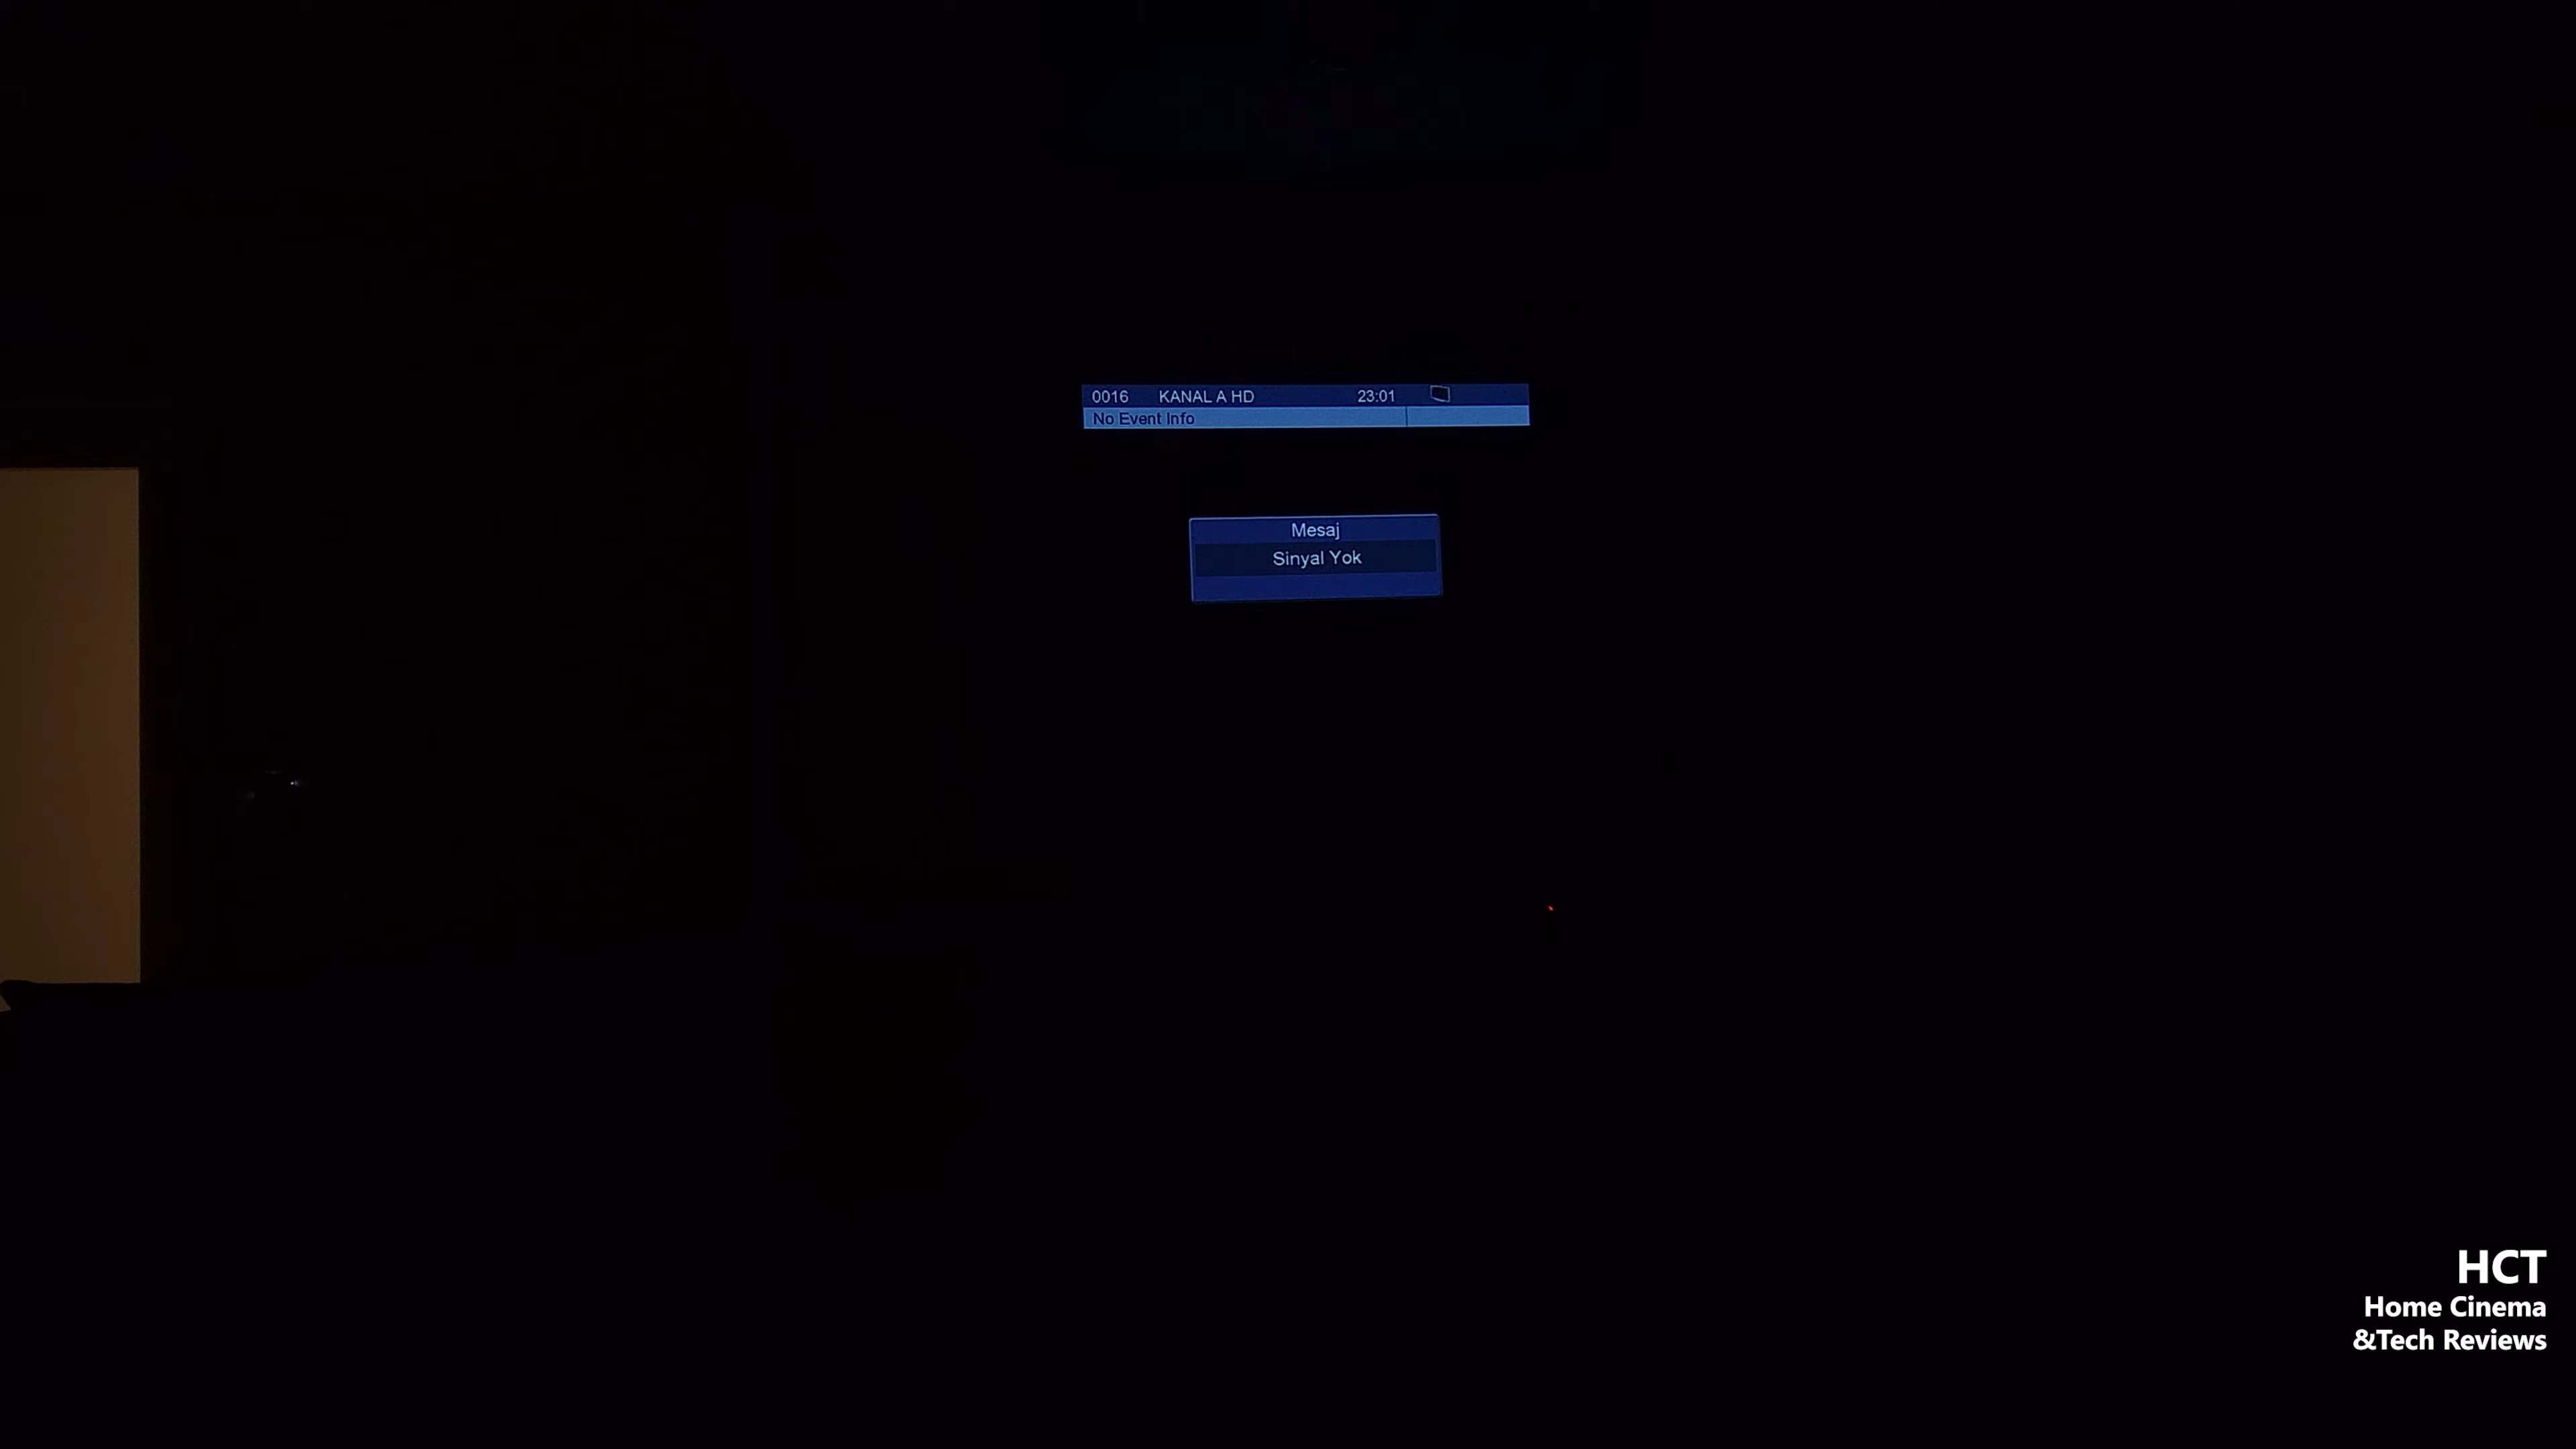 0016 KANAL A HD 23:01
No Event Info
Mesaj
Sinyal Yok
HCT
Home Cinema
&Tech Reviews